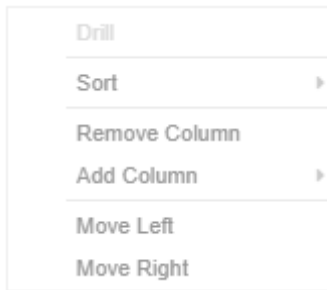 Drill
Sort
Remove Column
Add Column
Move Left
Move Right